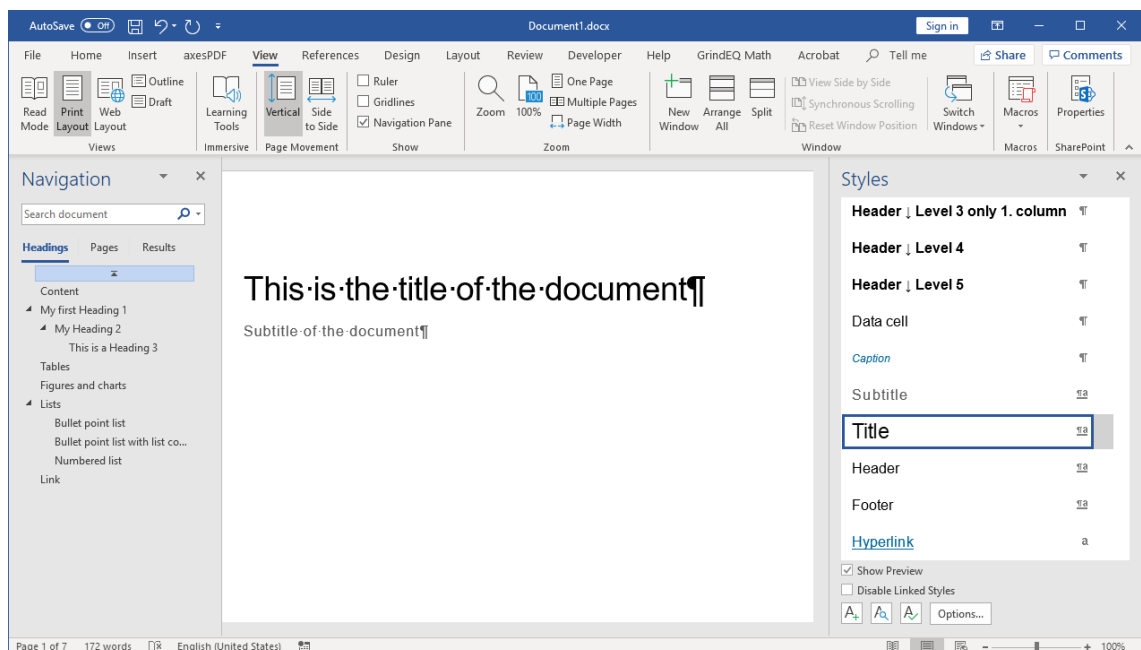 AutoSave Off Document1.docx Sign in
File Home Insert axesPDF View References Design Layout Review Developer Help GrindEQ Math Acrobat Tell me Share Comments
Read Mode
Print Layout
Web Layout
Outline
Draft
Views
Learning Tools
Immersive
Vertical
Side to Side
Page Movement
Ruler
Gridlines
Navigation Pane
Show
Zoom
100
100%
One Page
Multiple Pages
Page Width
Zoom
New Window
Arrange All
Split
View Side by Side
Synchronous Scrolling
Reset Window Position
Switch Windows
Window
Macros
Macros
Properties
SharePoint
Navigation
Search document
Headings Pages Results
Content
My first Heading 1
My Heading 2
This is a Heading 3
Tables
Figures and charts
Lists
Bullet point list
Bullet point list with list co...
Numbered list
Link
This·is·the·title·of·the·document¶
Subtitle·of·the·document¶
Styles
Header ↓ Level 3 only 1. column ¶
Header ↓ Level 4 ¶
Header ↓ Level 5 ¶
Data cell ¶
Caption ¶
Subtitle ¶a
Title ¶a
Header ¶a
Footer ¶a
Hyperlink a
Show Preview
Disable Linked Styles
Options...
Page 1 of 7 172 words English (United States) 100%